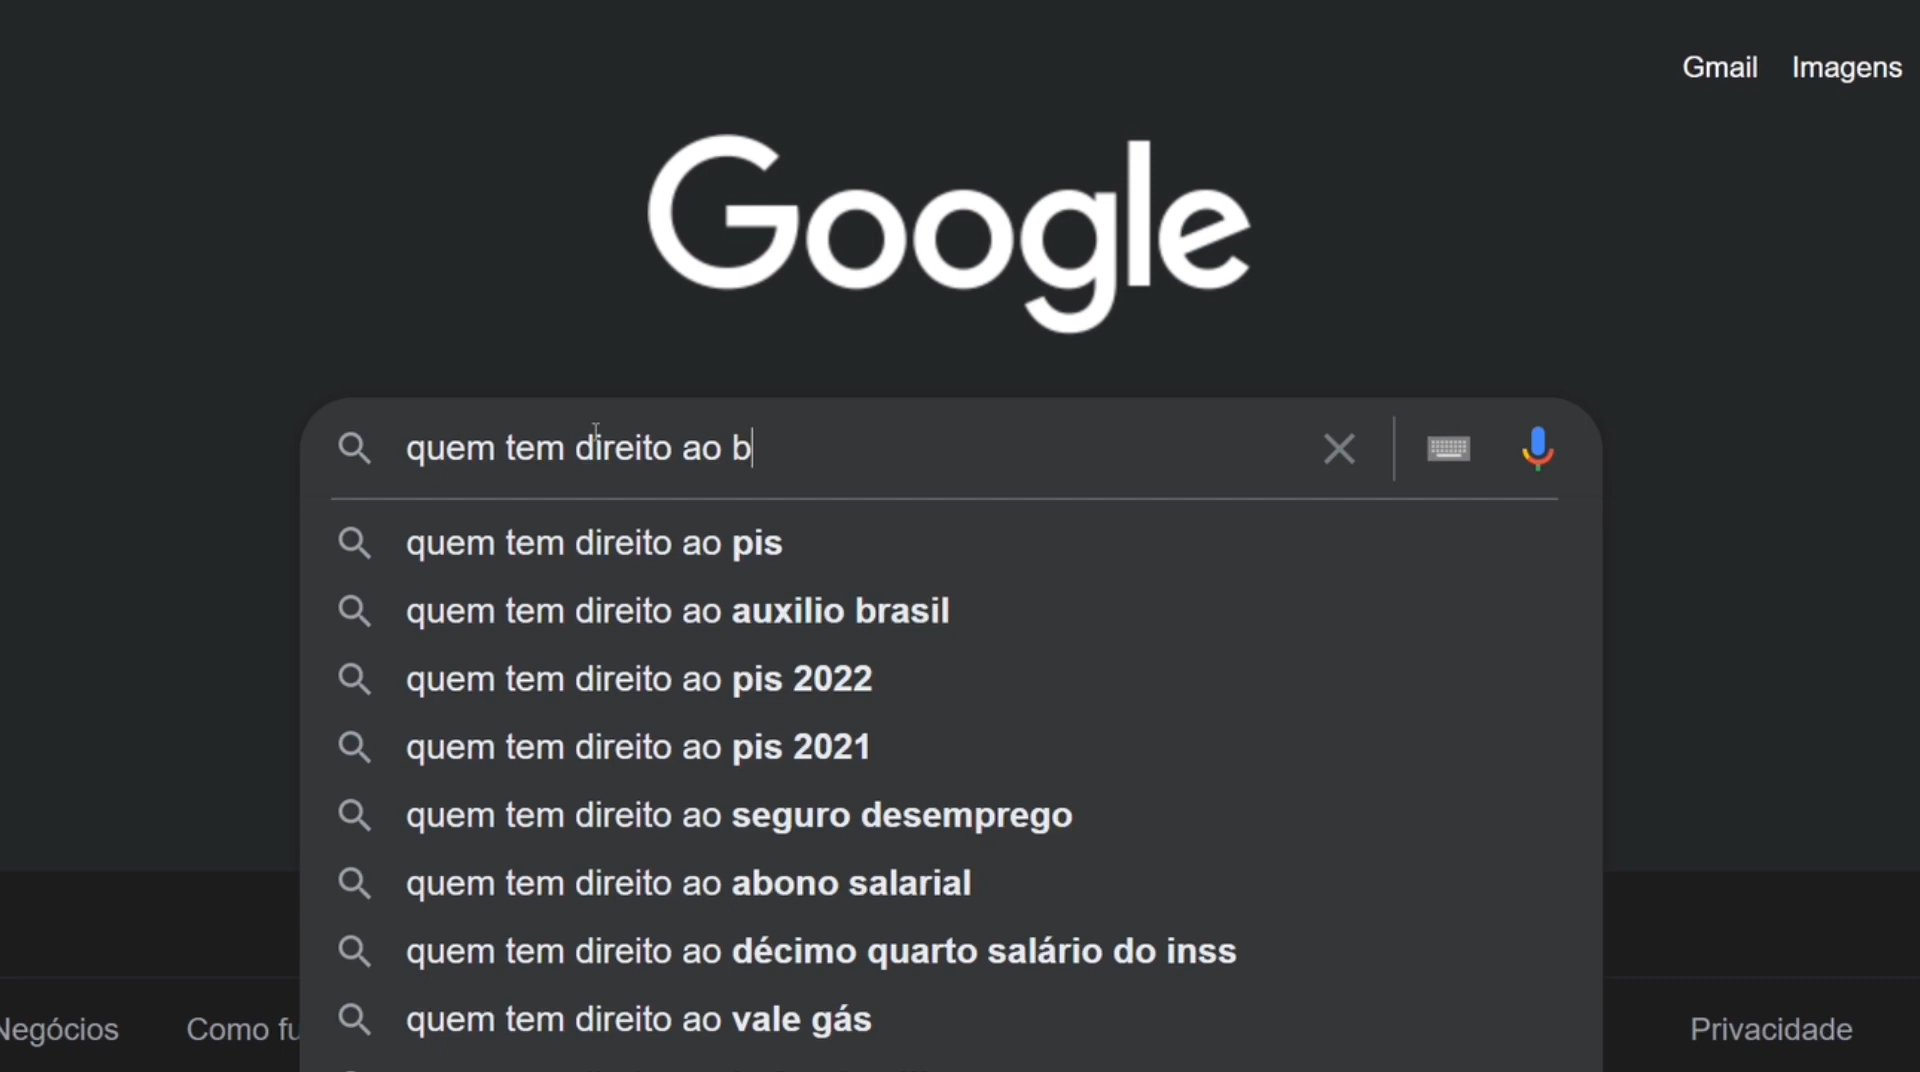 Gmail Imagens
Google
quem tem direito ao b
quem tem direito ao pis
quem tem direito ao auxilio brasil
quem tem direito ao pis 2022
quem tem direito ao pis 2021
quem tem direito ao seguro desemprego
quem tem direito ao abono salarial
quem tem direito ao décimo quarto salário do inss
quem tem direito ao vale gás
Negócios Como fu Privacidade